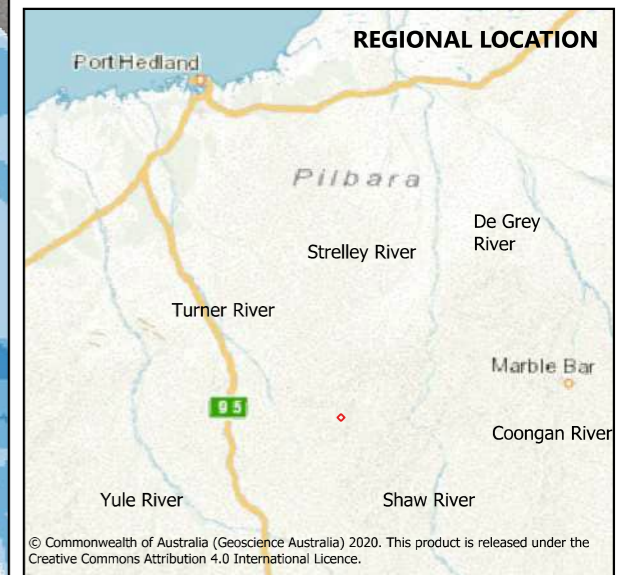 REGIONAL LOCATION
Port Hedland
Pilbara
De Grey
River
Strelley River
Turner River
Marble Bar
95
Coongan River
Yule River
Shaw River
© Commonwealth of Australia (Geoscience Australia) 2020. This product is released under the
Creative Commons Attribution 4.0 International Licence.